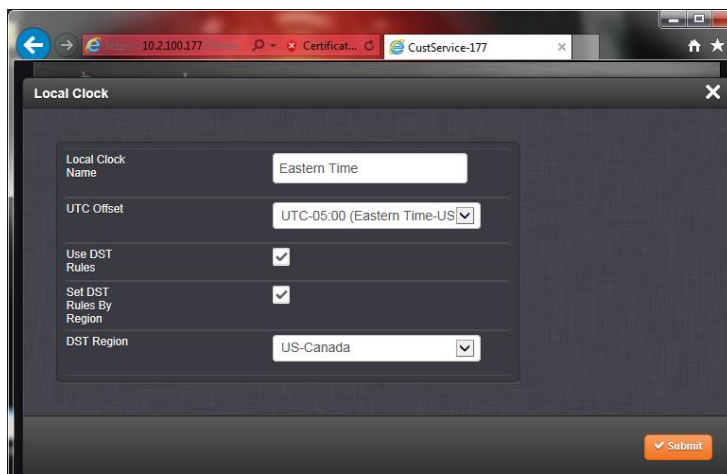 https: 10.2.100.177
Certificat...
CustService-177
Local Clock
Local Clock
Name
Eastern Time
UTC Offset
UTC-05:00 (Eastern Time-US
Use DST
Rules
Set DST
Rules By
Region
DST Region
US-Canada
Submit